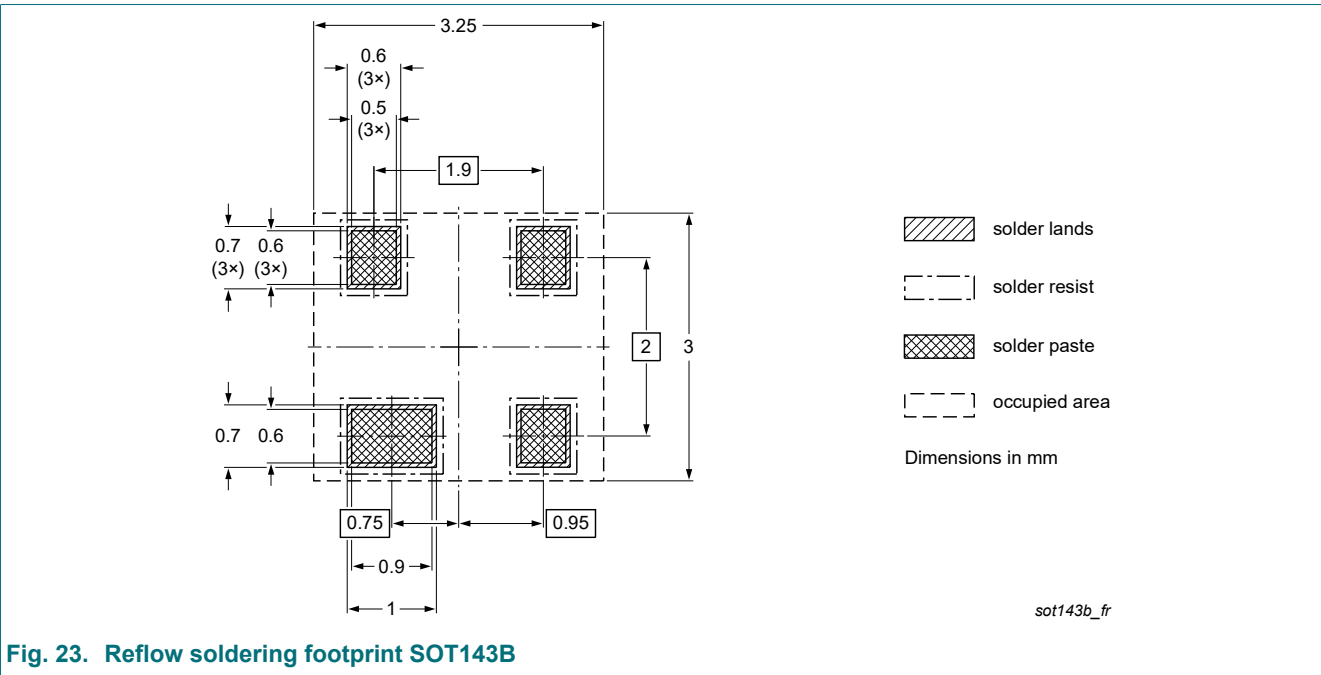 3.25
0.6
(3×)
0.5
(3×)
1.9
0.7 0.6
(3×) (3×)
2 3
0.7 0.6
0.75 0.95
0.9
1
solder lands
solder resist
solder paste
occupied area
Dimensions in mm
sot143b_fr
Fig. 23. Reflow soldering footprint SOT143B